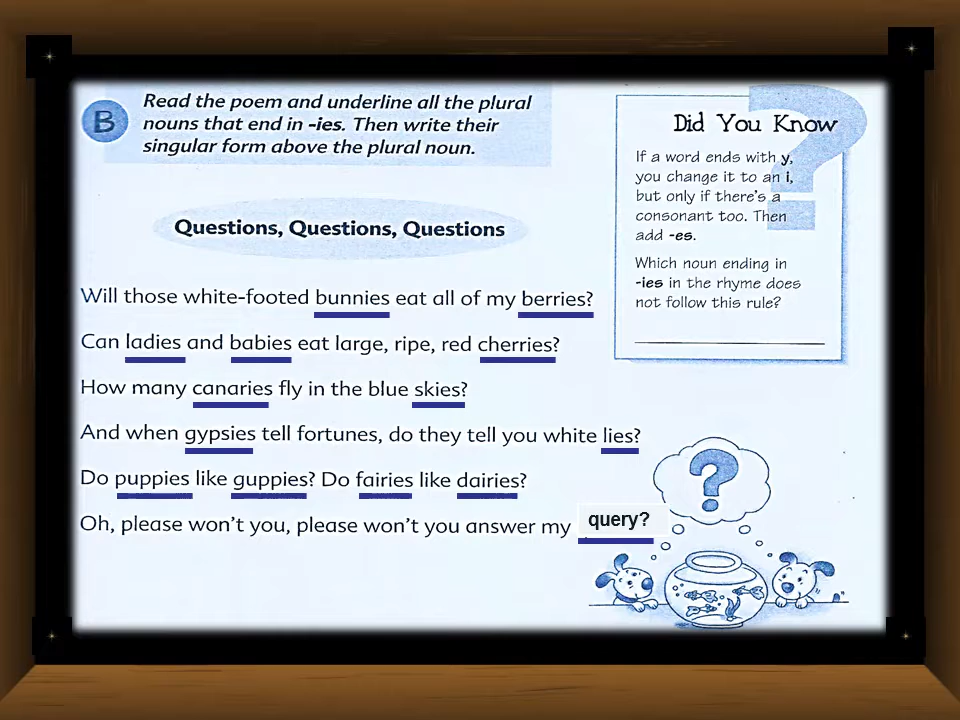 B
Read the poem and underline all the plural
nouns that end in -ies. Then write their
singular form above the plural noun.
Questions, Questions, Questions
Will those white-footed bunnies eat all of my berries?
Can ladies and babies eat large, ripe, red cherries?
How many canaries fly in the blue skies?
And when gypsies tell fortunes, do they tell you white lies?
Do puppies like guppies? Do fairies like dairies?
Oh, please won't you, please won't you answer my query?
Did You Know
If a word ends with y,
you change it to an i,
but only if there's a
consonant too. Then
add -es.
Which noun ending in
-ies in the rhyme does
not follow this rule?
?
?